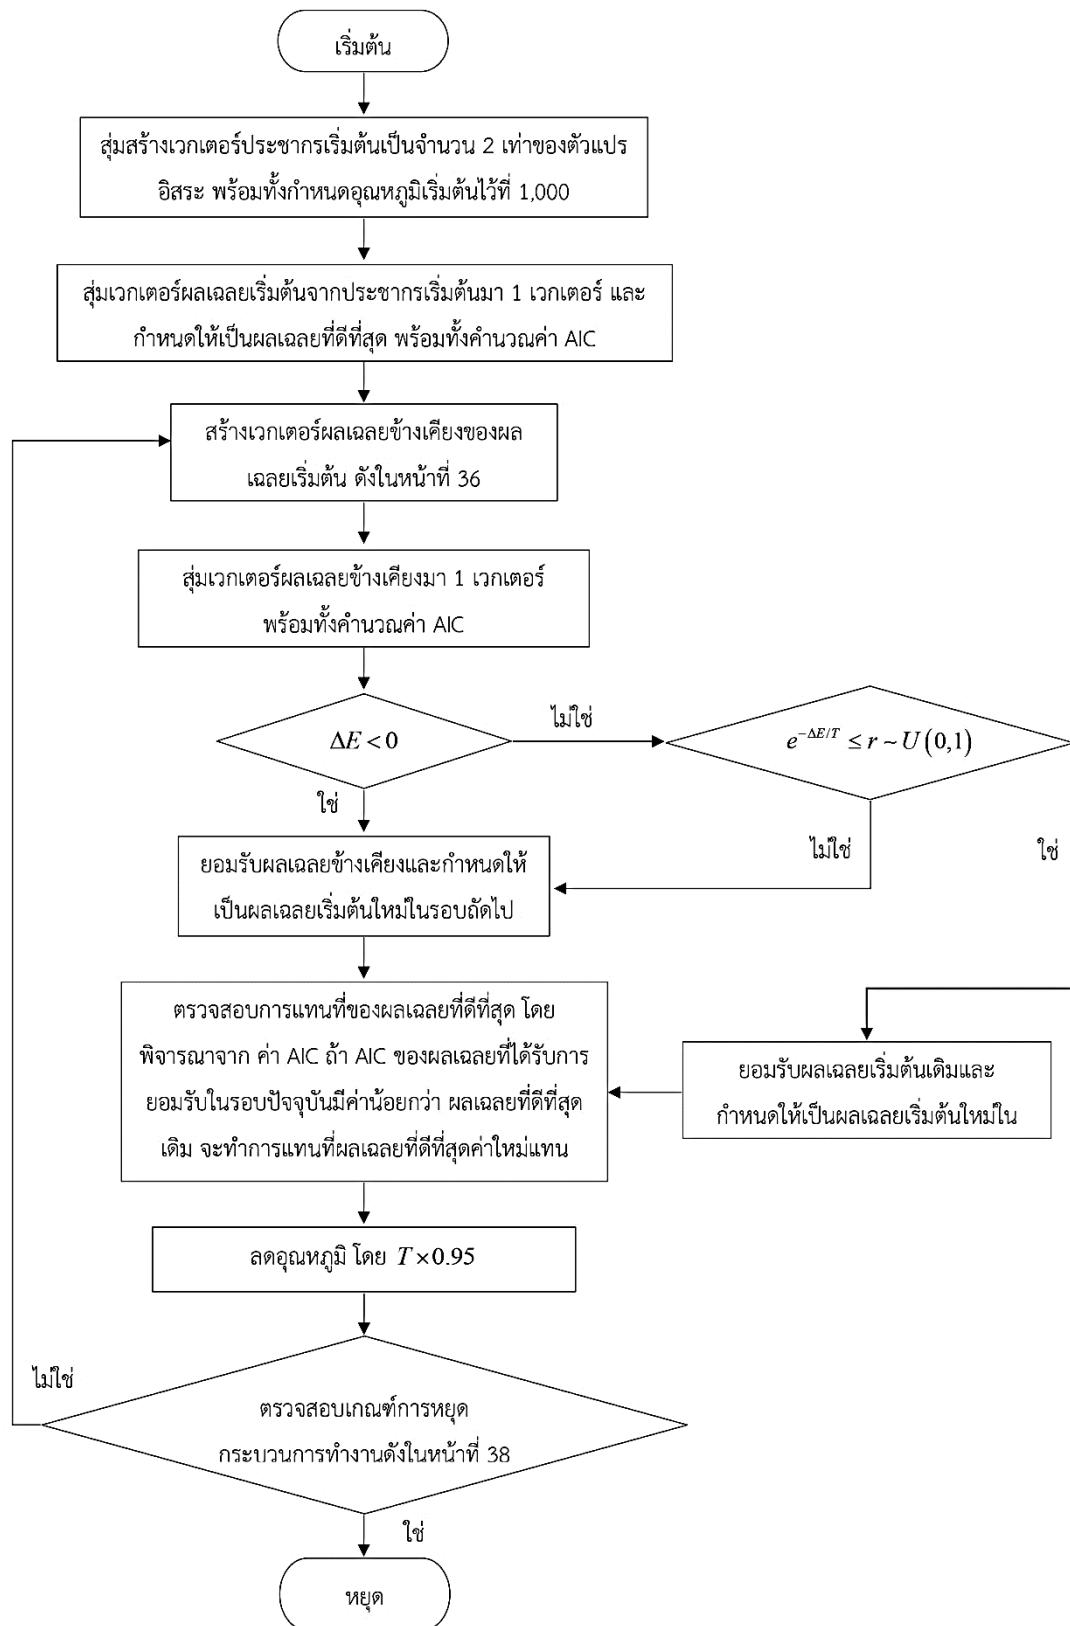 เริ่มต้น
สุ่มสร้างเวกเตอร์ประชากรเริ่มต้นเป็นจำนวน 2 เท่าของตัวแปร
อิสระ พร้อมทั้งกำหนดอุณหภูมิเริ่มต้นไว้ที่ 1,000
สุ่มเวกเตอร์ผลเฉลยเริ่มต้นจากประชากรเริ่มต้นมา 1 เวกเตอร์ และ
กำหนดให้เป็นผลเฉลยที่ดีที่สุด พร้อมทั้งคำนวณค่า AIC
สร้างเวกเตอร์ผลเฉลยข้างเคียงของผล
เฉลยเริ่มต้น ดังในหน้าที่ 36
สุ่มเวกเตอร์ผลเฉลยข้างเคียงมา 1 เวกเตอร์
พร้อมทั้งคำนวณค่า AIC
ΔE < 0
ไม่ใช่
e^{-ΔE/T} ≤ r ~ U(0,1)
ใช่
ไม่ใช่
ใช่
ยอมรับผลเฉลยข้างเคียงและกำหนดให้
เป็นผลเฉลยเริ่มต้นใหม่ในรอบถัดไป
ตรวจสอบการแทนที่ของผลเฉลยที่ดีที่สุด โดย
พิจารณาจาก ค่า AIC ถ้า AIC ของผลเฉลยที่ได้รับการ
ยอมรับในรอบปัจจุบันมีค่าน้อยกว่า ผลเฉลยที่ดีที่สุด
เดิม จะทำการแทนที่ผลเฉลยที่ดีที่สุดค่าใหม่แทน
ยอมรับผลเฉลยเริ่มต้นเดิมและ
กำหนดให้เป็นผลเฉลยเริ่มต้นใหม่ใน
ลดอุณหภูมิ โดย T×0.95
ไม่ใช่
ตรวจสอบเกณฑ์การหยุด
กระบวนการทำงานดังในหน้าที่ 38
ใช่
หยุด